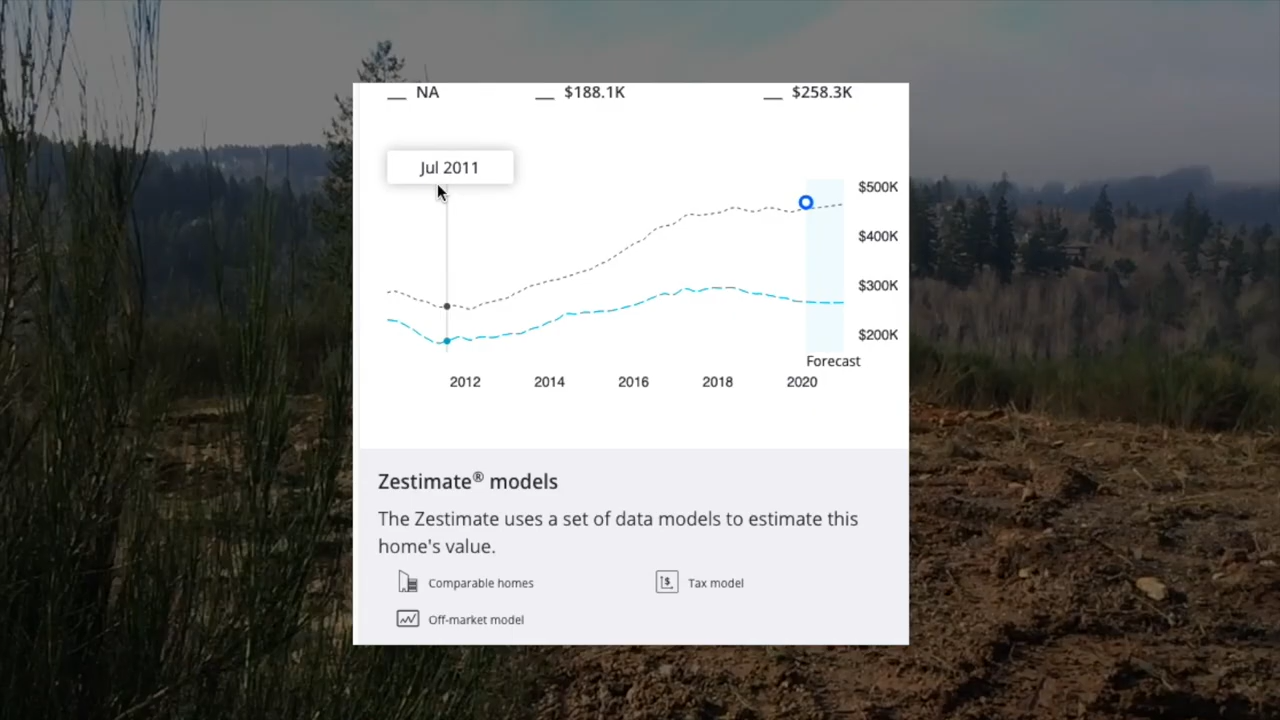 NA $188.1K $258.3K
Jul 2011
$500K
$400K
$300K
$200K
Forecast
2012 2014 2016 2018 2020
Zestimate® models
The Zestimate uses a set of data models to estimate this
home's value.
Comparable homes Tax model
Off-market model